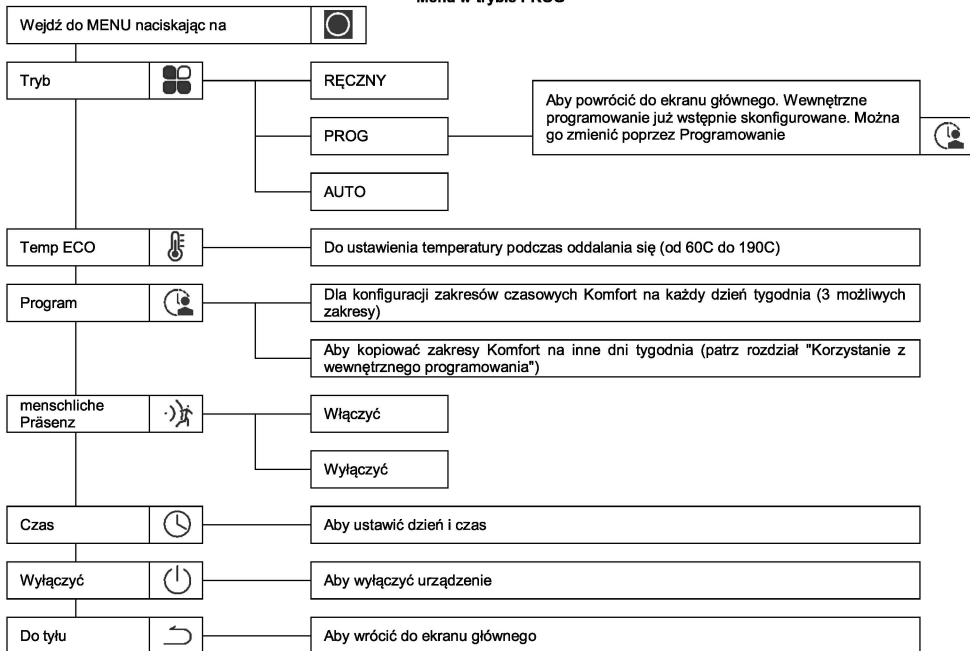 Menu w trybie PROG
Wejdź do MENU naciskając na
Tryb
RĘCZNY
PROG
Aby powrócić do ekranu głównego. Wewnętrzne
programowanie już wstępnie skonfigurowane. Można
go zmienić poprzez Programowanie
AUTO
Temp ECO
Do ustawienia temperatury podczas oddalania się (od 60C do 190C)
Program
Dla konfiguracji zakresów czasowych Komfort na każdy dzień tygodnia (3 możliwych
zakresy)
Aby kopiować zakresy Komfort na inne dni tygodnia (patrz rozdział "Korzystanie z
wewnętrznego programowania")
menschliche
Präsenz
Włączyć
Wyłączyć
Czas
Aby ustawić dzień i czas
Wyłączyć
Aby wyłączyć urządzenie
Do tyłu
Aby wrócić do ekranu głównego